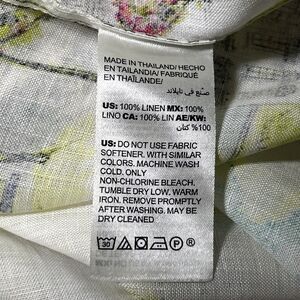 MADE IN THAILAND/ HECHO
EN TAILANDIA/ FABRIQUÉ
EN THAÏLANDE/
صنع في تايلاند
US: 100% LINEN MX: 100%
LINO CA: 100% LIN AE/KW:
100% كتان
US: DO NOT USE FABRIC
SOFTENER. WITH SIMILAR
COLORS. MACHINE WASH
COLD. ONLY
NON-CHLORINE BLEACH.
TUMBLE DRY LOW. WARM
IRON. REMOVE PROMPTLY
AFTER WASHING. MAY BE
DRY CLEANED
30 P